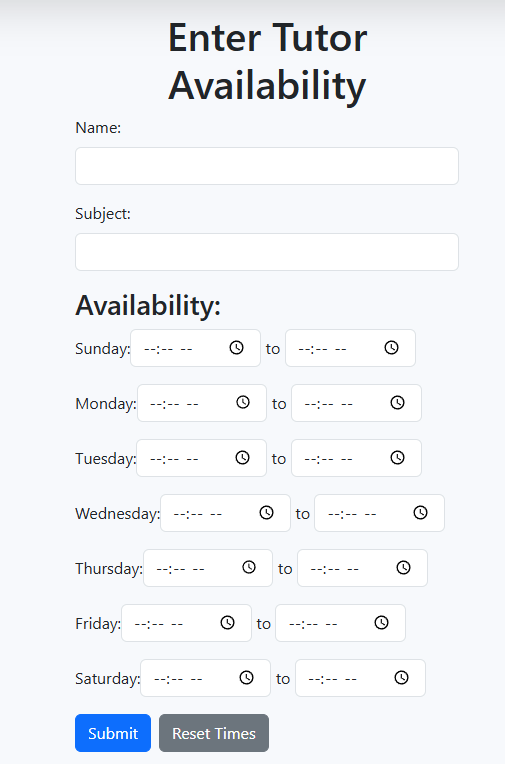 Enter Tutor
Availability
Name:
Subject:
Availability:
Sunday: --:-- -- to --:-- --
Monday: --:-- -- to --:-- --
Tuesday: --:-- -- to --:-- --
Wednesday: --:-- -- to --:-- --
Thursday: --:-- -- to --:-- --
Friday: --:-- -- to --:-- --
Saturday: --:-- -- to --:-- --
Submit Reset Times